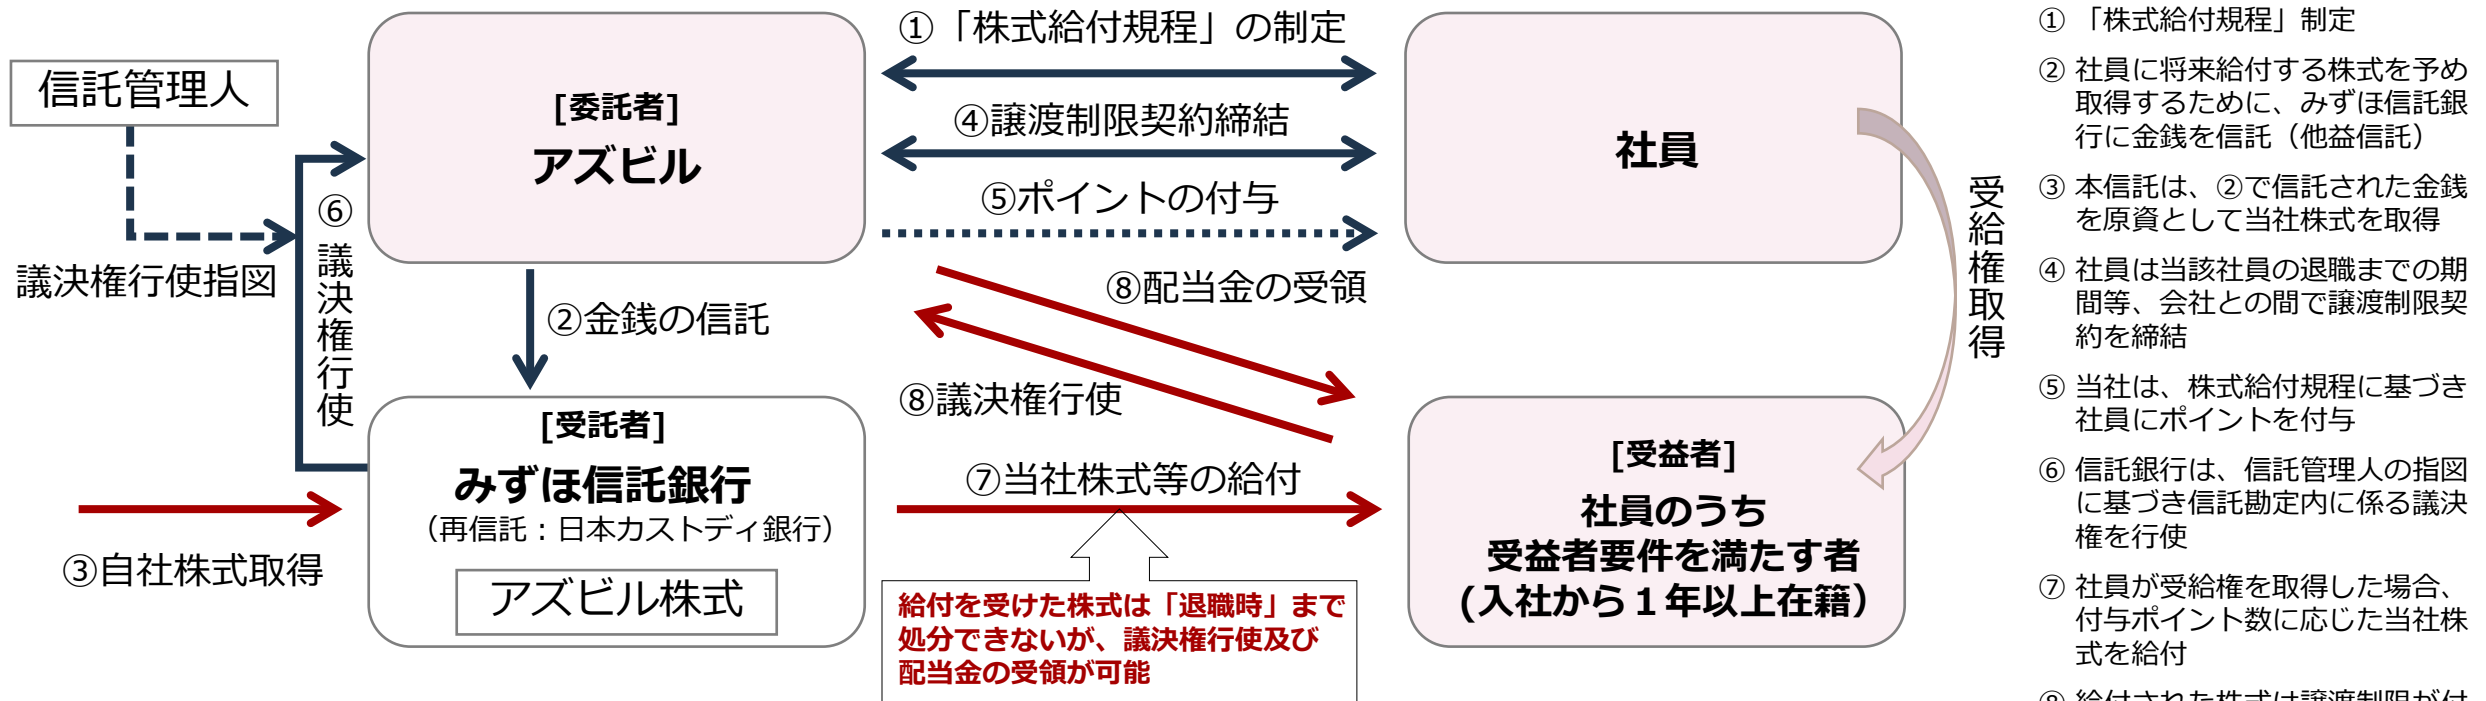 信託管理人
議決権行使指図
⑥議決権行使
[委託者]
アズビル
①「株式給付規程」の制定
④譲渡制限契約締結
⑤ポイントの付与
社員
受給権取得
②金銭の信託
⑧配当金の受領
⑧議決権行使
[受託者]
みずほ信託銀行
（再信託：日本カストディ銀行）
アズビル株式
③自社株式取得
⑦当社株式等の給付
給付を受けた株式は「退職時」まで
処分できないが、議決権行使及び
配当金の受領が可能
[受益者]
社員のうち
受益者要件を満たす者
(入社から１年以上在籍）
① 「株式給付規程」制定
② 社員に将来給付する株式を予め
取得するために、みずほ信託銀
行に金銭を信託（他益信託）
③ 本信託は、②で信託された金銭
を原資として当社株式を取得
④ 社員は当該社員の退職までの期
間等、会社との間で譲渡制限契
約を締結
⑤ 当社は、株式給付規程に基づき
社員にポイントを付与
⑥ 信託銀行は、信託管理人の指図
に基づき信託勘定内に係る議決
権を行使
⑦ 社員が受給権を取得した場合、
付与ポイント数に応じた当社株
式を給付
⑧ 給付された株式は譲渡制限が付